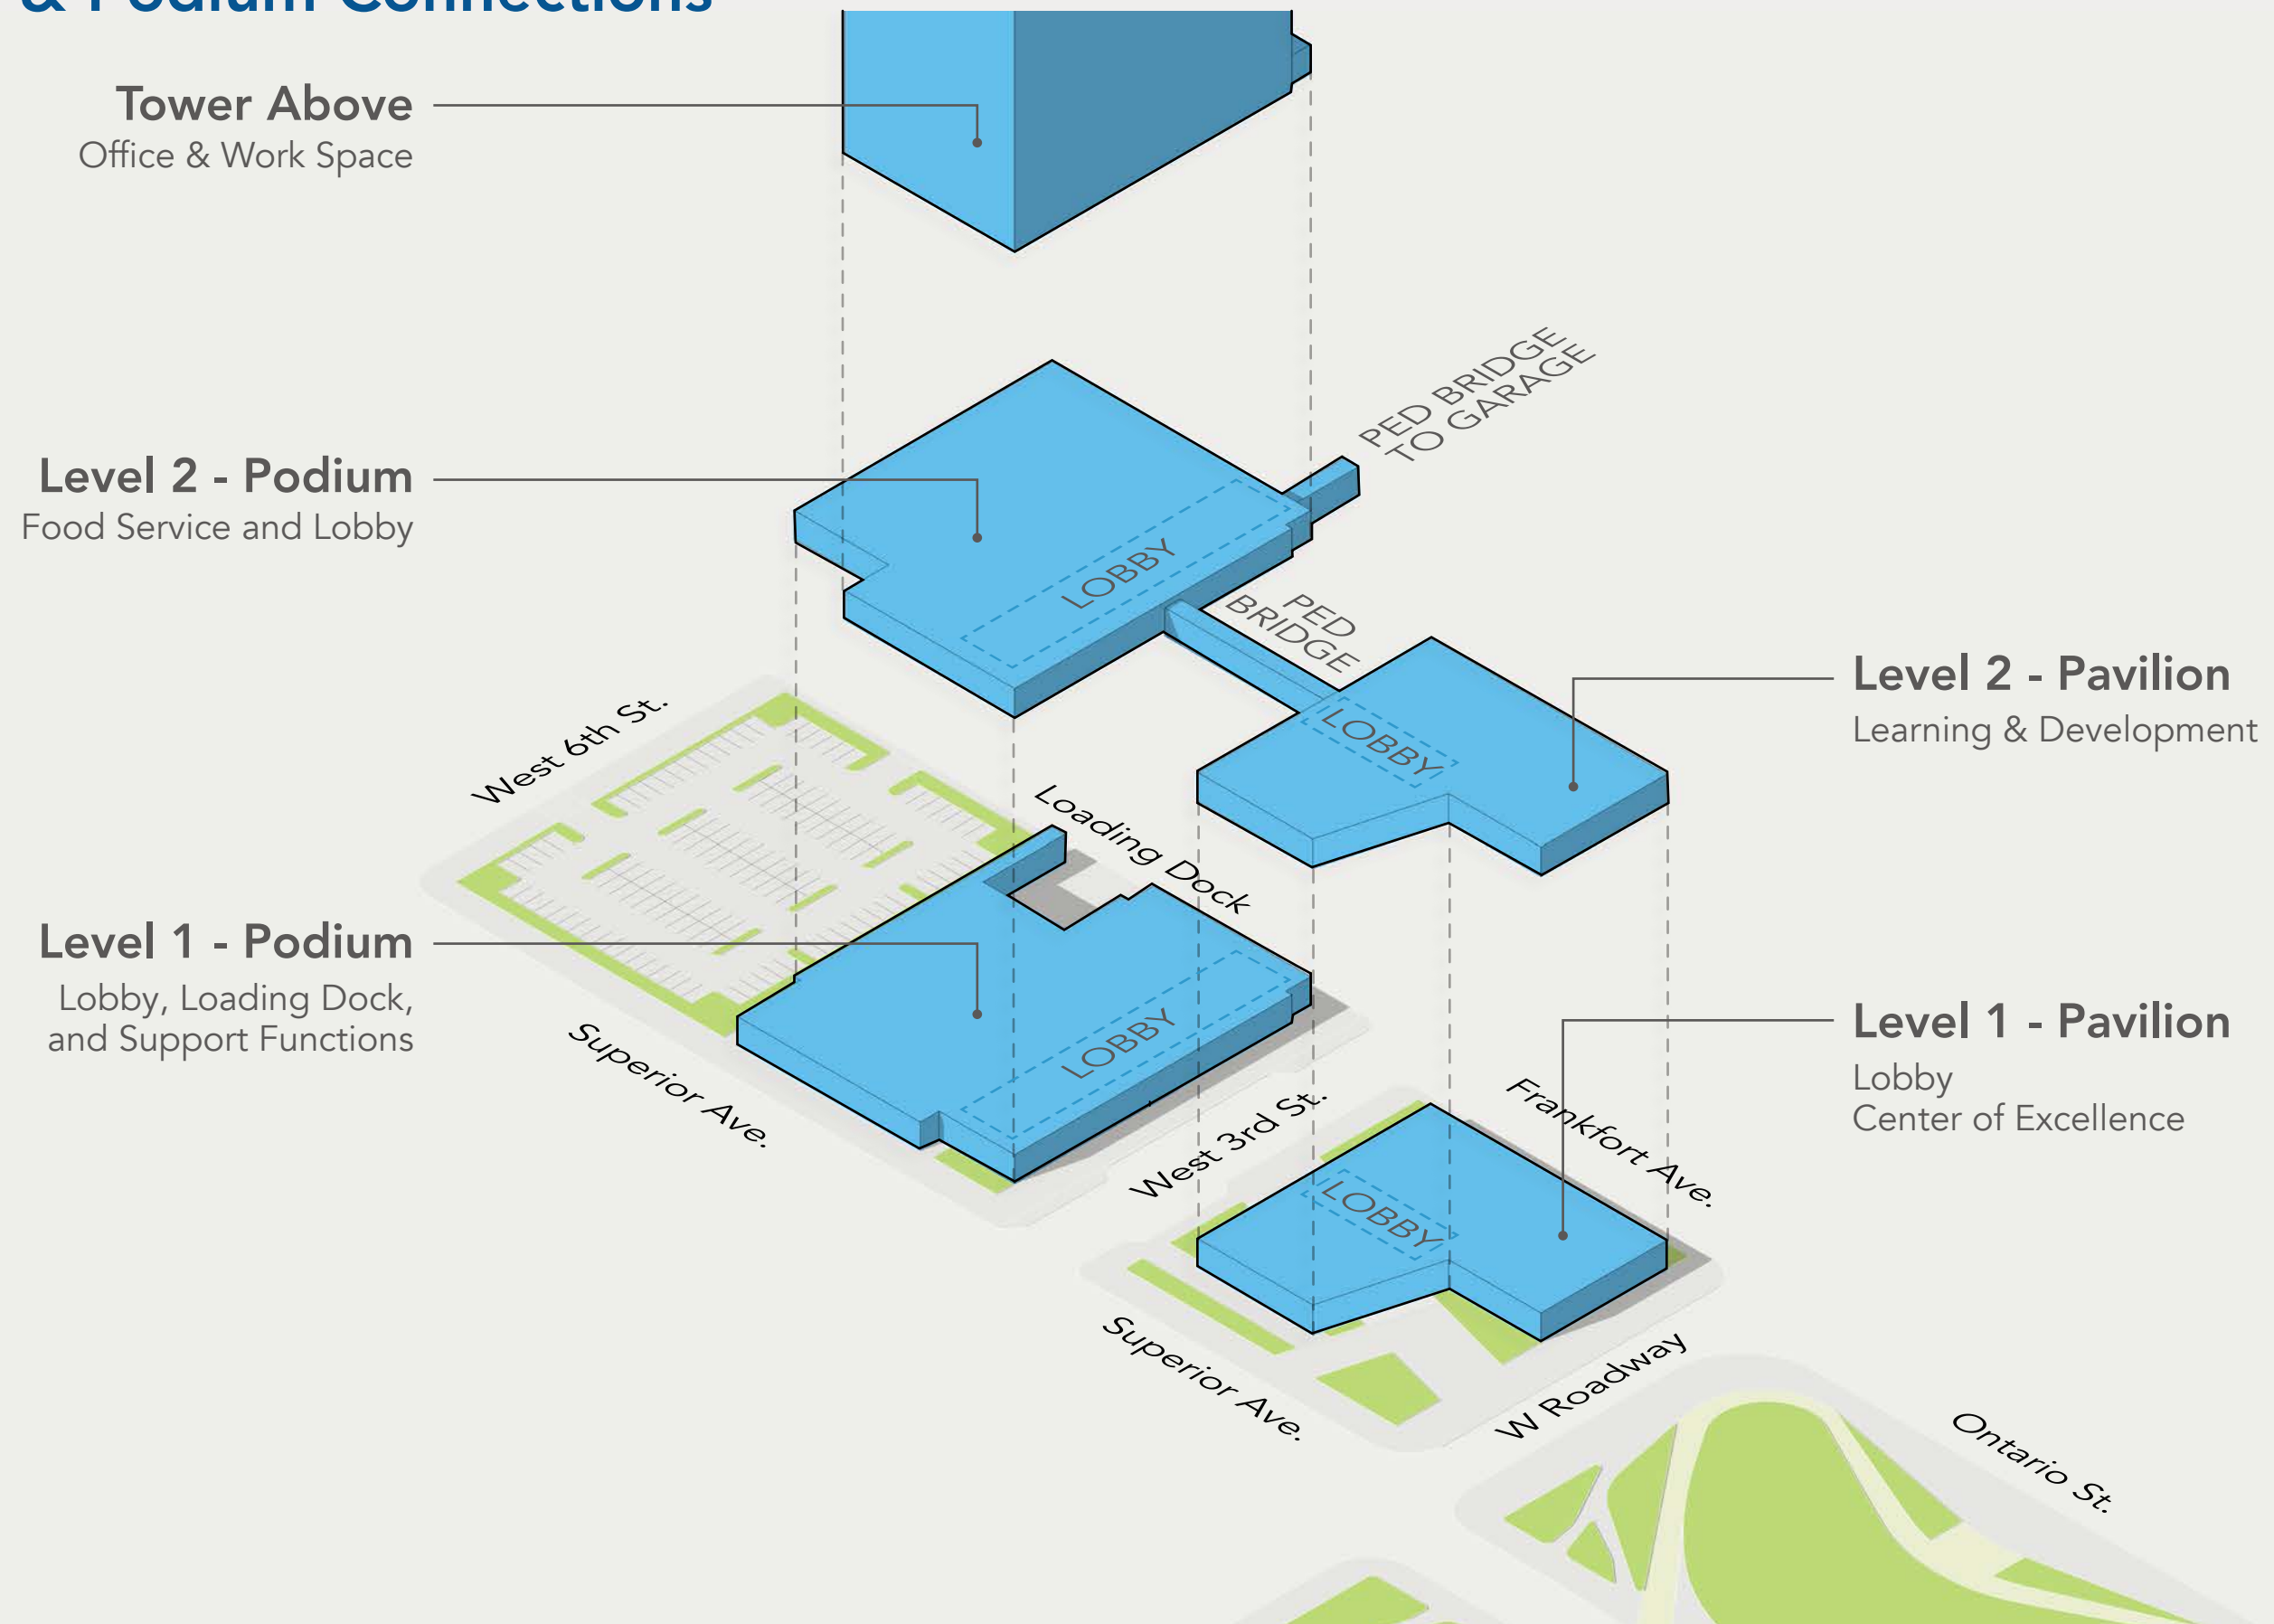 & Podium Connections
Tower Above
Office & Work Space
PED BRIDGE
TO GARAGE
Level 2 - Podium
Food Service and Lobby
LOBBY
PED
BRIDGE
Level 2 - Pavilion
Learning & Development
LOBBY
West 6th St.
Loading Dock
Level 1 - Podium
Lobby, Loading Dock,
and Support Functions
LOBBY
Superior Ave.
West 3rd St.
Level 1 - Pavilion
Lobby
Center of Excellence
Frankfort Ave.
LOBBY
Superior Ave.
W Roadway
Ontario St.